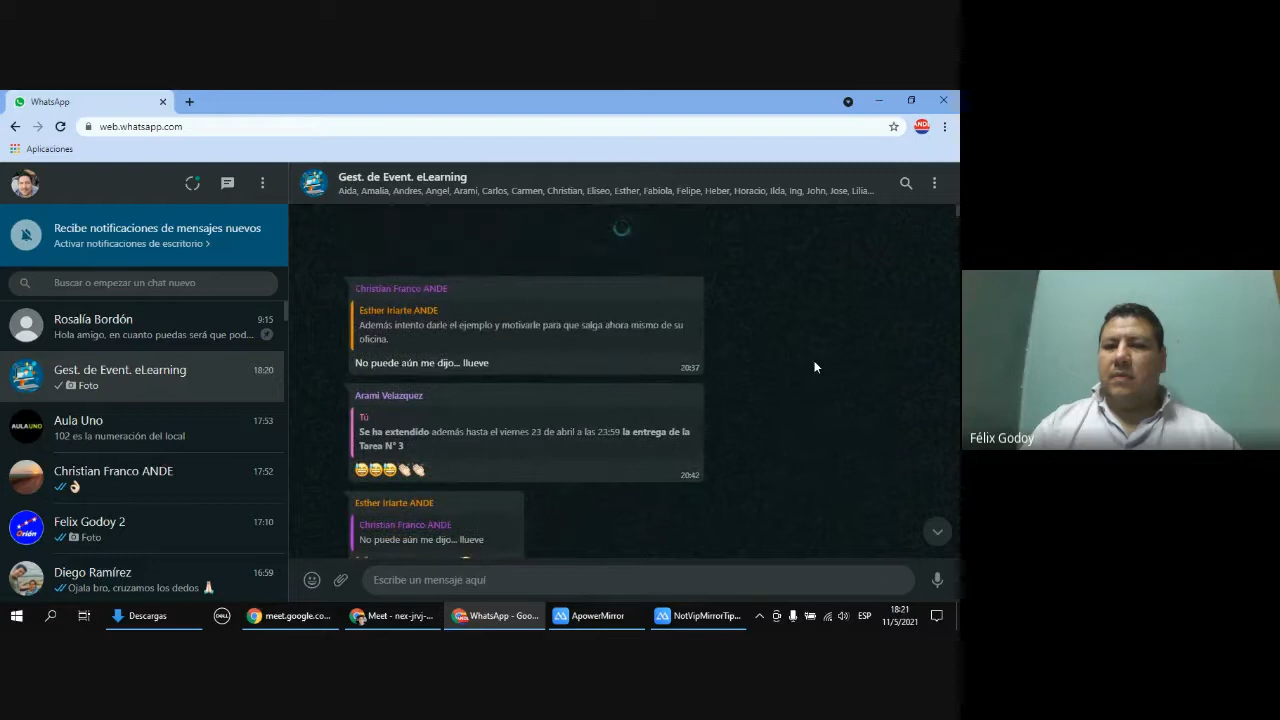 WhatsApp
web.whatsapp.com
Aplicaciones
Recibe notificaciones de mensajes nuevos
Activar notificaciones de escritorio >
Buscar o empezar un chat nuevo
Rosalía Bordón 9:15
Hola amigo, en cuanto puedas será que pod...
Gest. de Event. eLearning 18:20
Foto
AULAUNO
Aula Uno 17:53
102 es la numeración del local
Christian Franco ANDE 17:52
Orión
Felix Godoy 2 17:10
Foto
Diego Ramírez 16:59
Ojala bro, cruzamos los dedos
Gest. de Event. eLearning
Aida, Amalia, Andres, Angel, Arami, Carlos, Carmen, Christian, Eliseo, Esther, Fabiola, Felipe, Heber, Horacio, Ilda, Ing, John, Jose, Lilia...
Christian Franco ANDE
Esther Iriarte ANDE
Además intento darle el ejemplo y motivarle para que salga ahora mismo de su
oficina.
No puede aún me dijo... llueve
20:37
Arami Velazquez
Tú
Se ha extendido además hasta el viernes 23 de abril a las 23:59 la entrega de la
Tarea N° 3
20:42
Esther Iriarte ANDE
Christian Franco ANDE
No puede aún me dijo... llueve
Escribe un mensaje aquí
Descargas
DELL
meet.google.co...
Meet - nex-jrvj-...
WhatsApp - Goo...
ApowerMirror
NotVipMirrorTip...
ESP
18:21
11/5/2021
Félix Godoy